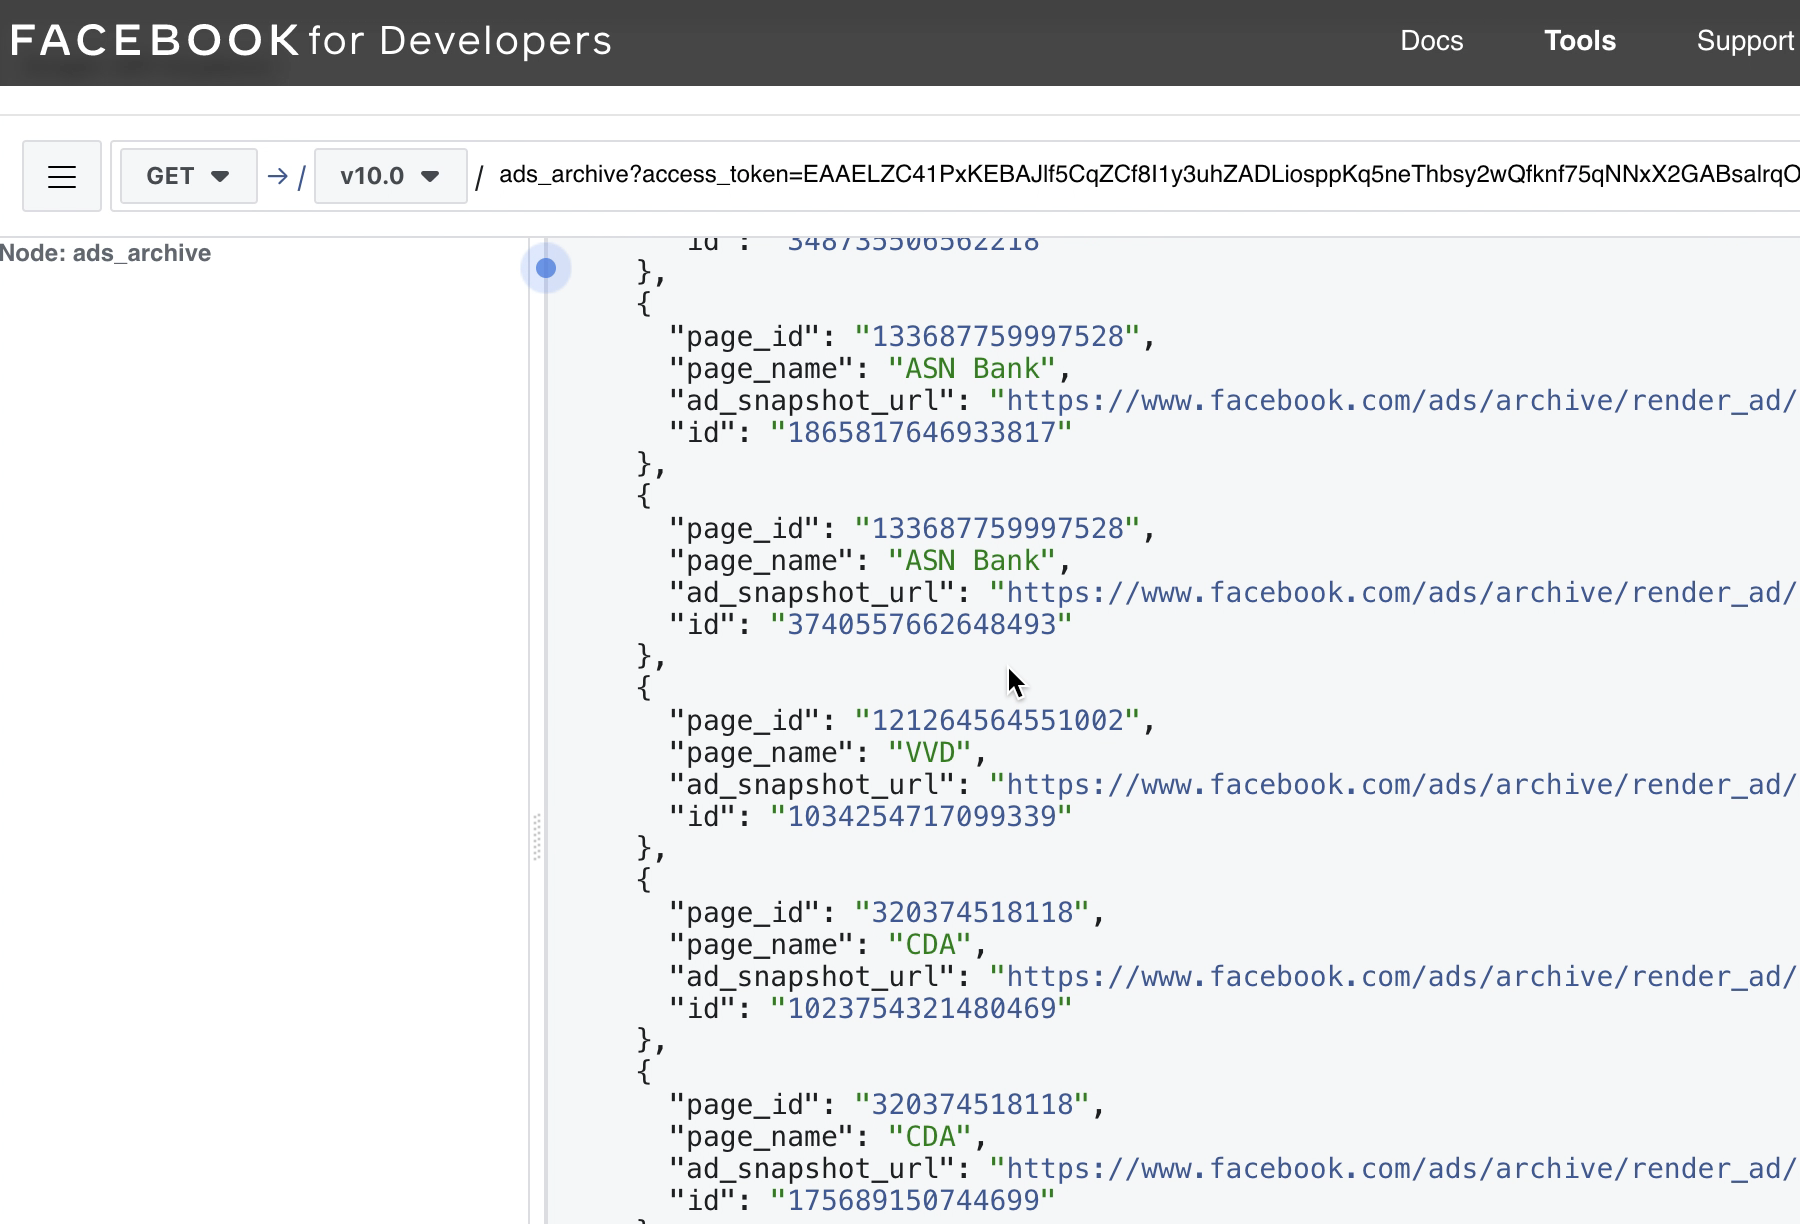 FACEBOOK for Developers Docs Tools Support
GET → / v10.0 / ads_archive?access_token=EAAELZC41PxKEBAJlf5CqZCf8I1y3uhZADLiosppKq5neThbsy2wQfknf75qNNxX2GABsalrqO
Node: ads_archive
id : 348735506562218
},
{
"page_id": "133687759997528",
"page_name": "ASN Bank",
"ad_snapshot_url": "https://www.facebook.com/ads/archive/render_ad/
"id": "1865817646933817"
},
{
"page_id": "133687759997528",
"page_name": "ASN Bank",
"ad_snapshot_url": "https://www.facebook.com/ads/archive/render_ad/
"id": "3740557662648493"
},
{
"page_id": "121264564551002",
"page_name": "VVD",
"ad_snapshot_url": "https://www.facebook.com/ads/archive/render_ad/
"id": "1034254717099339"
},
{
"page_id": "320374518118",
"page_name": "CDA",
"ad_snapshot_url": "https://www.facebook.com/ads/archive/render_ad/
"id": "1023754321480469"
},
{
"page_id": "320374518118",
"page_name": "CDA",
"ad_snapshot_url": "https://www.facebook.com/ads/archive/render_ad/
"id": "175689150744699"